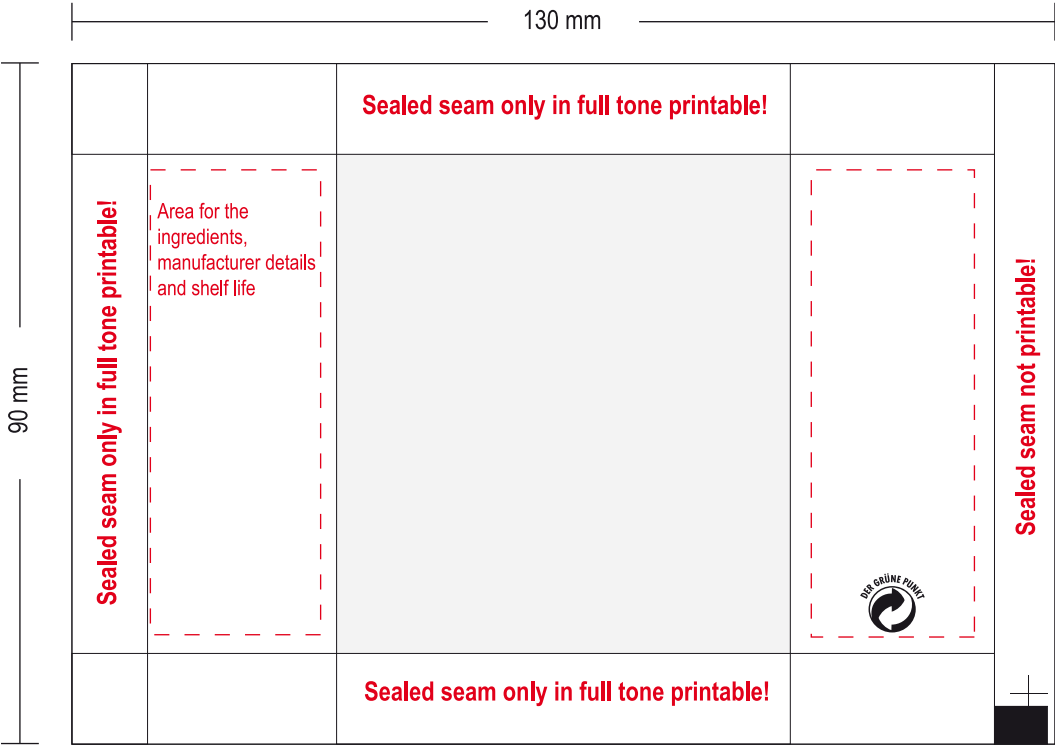 130 mm
90 mm
Sealed seam only in full tone printable!
Sealed seam only in full tone printable!
Area for the
ingredients,
manufacturer details
and shelf life
DER GRÜNE PUNKT
Sealed seam not printable!
Sealed seam only in full tone printable!